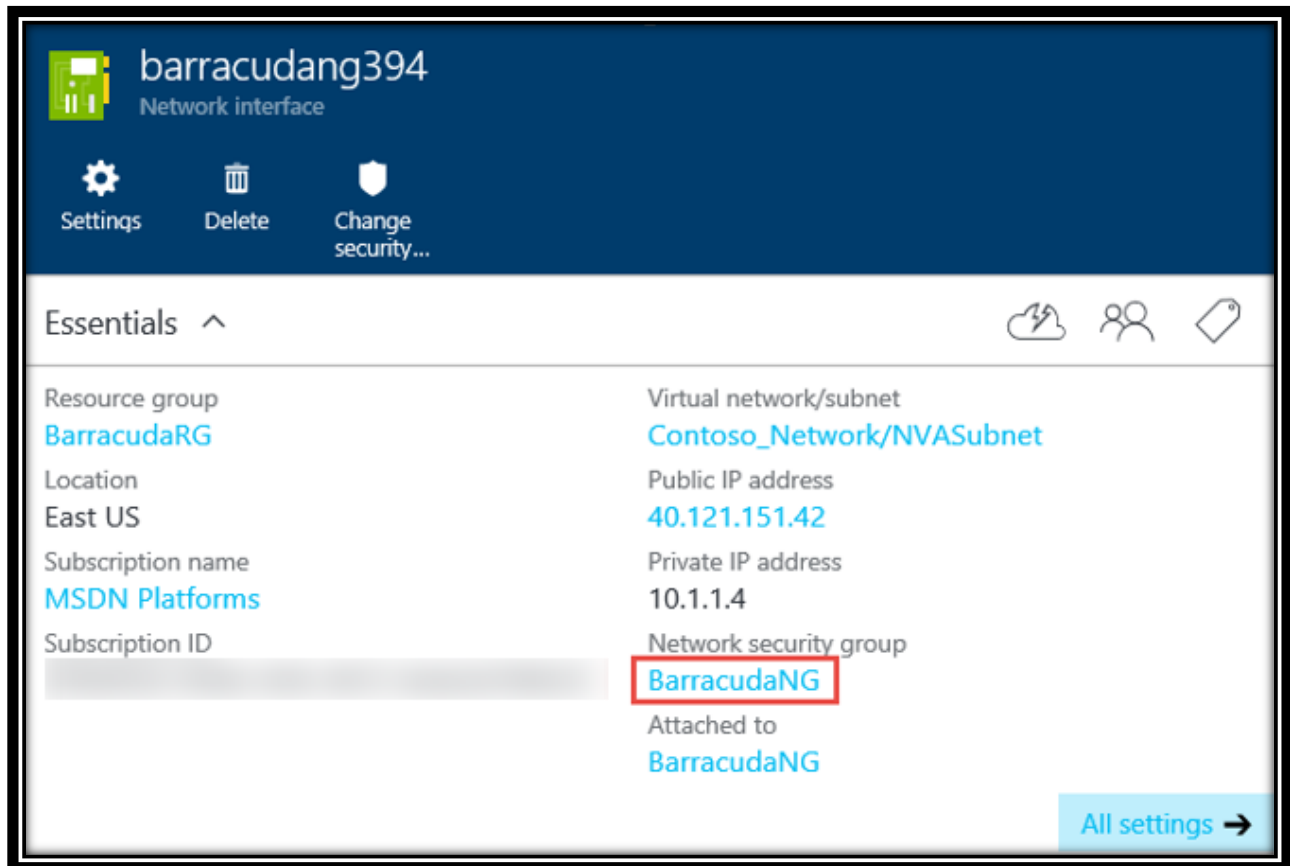 barracudang394
Network interface
Settings
Delete
Change
security...
Essentials
Resource group
BarracudaRG
Location
East US
Subscription name
MSDN Platforms
Subscription ID
Virtual network/subnet
Contoso_Network/NVASubnet
Public IP address
40.121.151.42
Private IP address
10.1.1.4
Network security group
BarracudaNG
Attached to
BarracudaNG
All settings